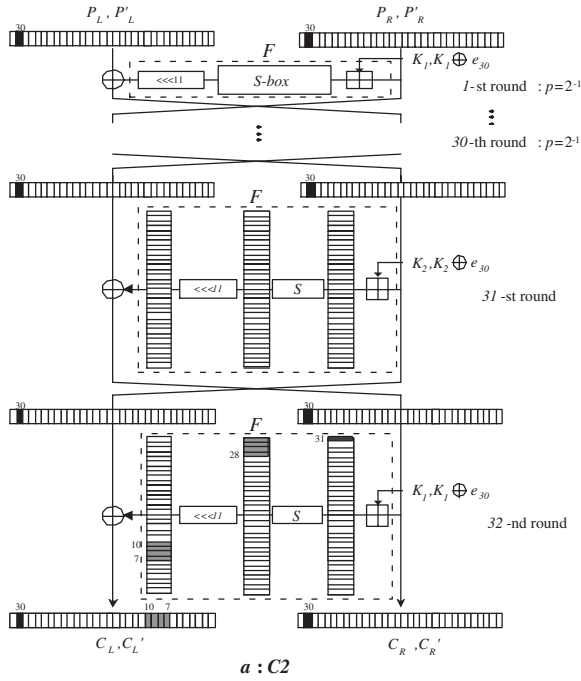 P_L , P'_L P_R , P'_R
30 30
F
<<<11 S-box K_1,K_1 ⊕ e_30
1-st round : p=2^-1
30-th round : p=2^-1
30 30
F
<<<11 S K_2,K_2 ⊕ e_30
31-st round
30 30
F
31
28
<<<11 S K_1,K_1 ⊕ e_30
32-nd round
10
7
30 10 7 30
C_L ,C_L' C_R ,C_R'
a : C2